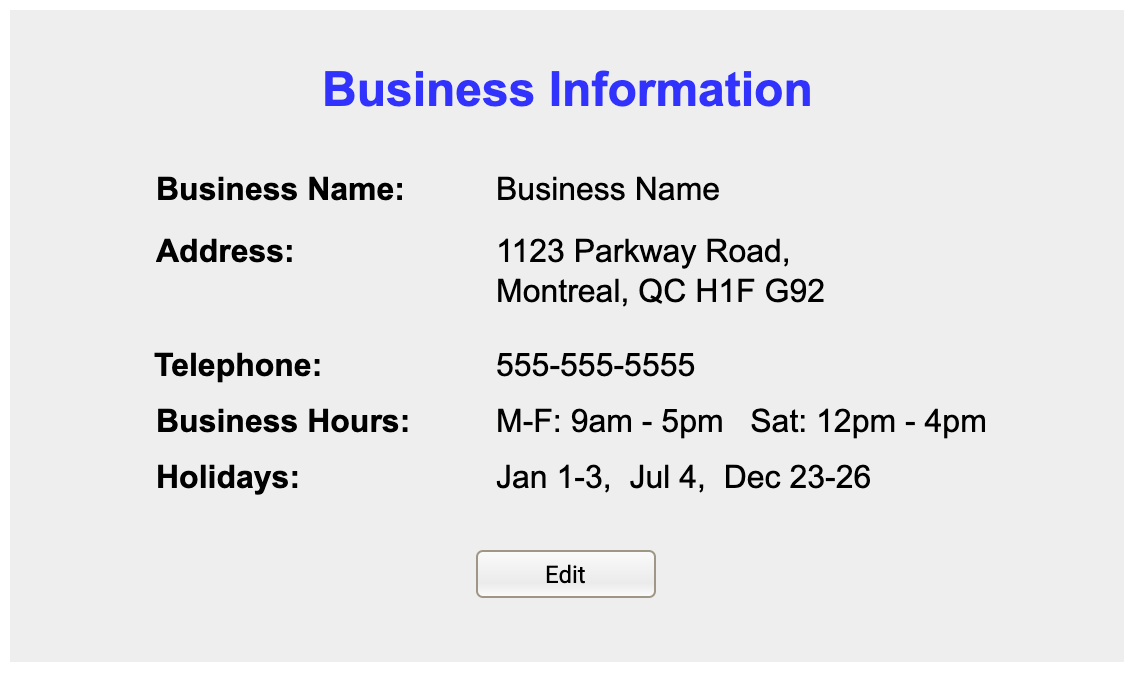 Business Information
Business Name: Business Name
Address: 1123 Parkway Road,
Montreal, QC H1F G92
Telephone: 555-555-5555
Business Hours: M-F: 9am - 5pm Sat: 12pm - 4pm
Holidays: Jan 1-3, Jul 4, Dec 23-26
Edit